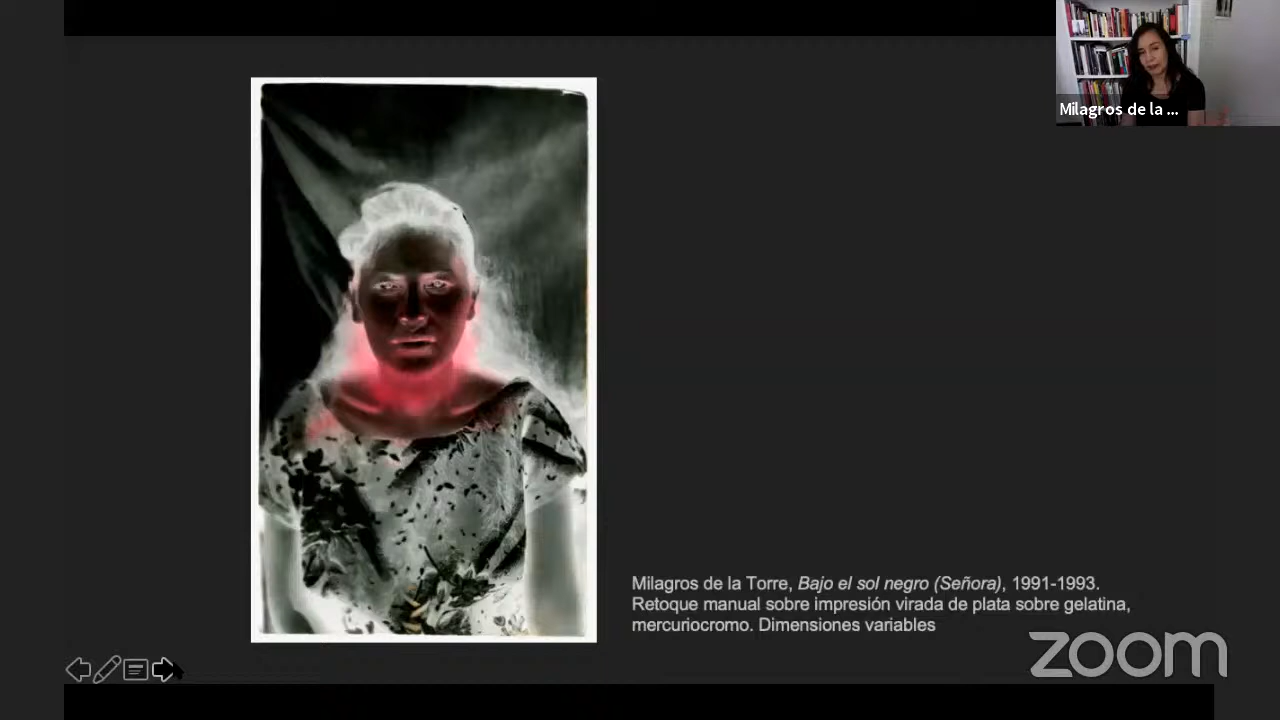 Milagros de la ...
Milagros de la Torre, Bajo el sol negro (Señora), 1991-1993.
Retoque manual sobre impresión virada de plata sobre gelatina,
mercuriocromo. Dimensiones variables
zoom